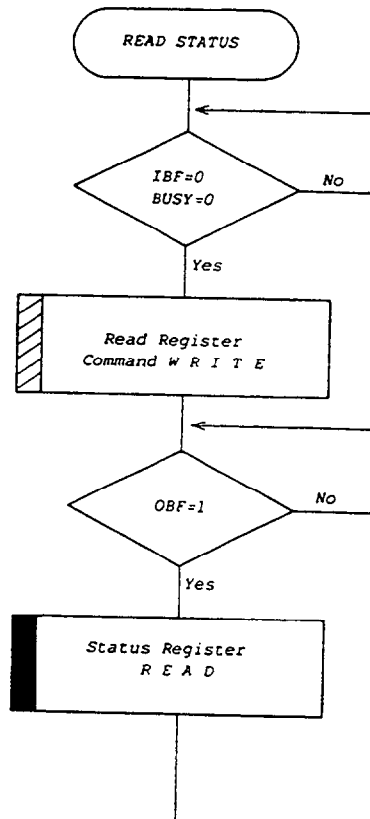 READ STATUS
IBF=0
BUSY=0
No
Yes
Read Register
Command W R I T E
OBF=1
No
Yes
Status Register
R E A D